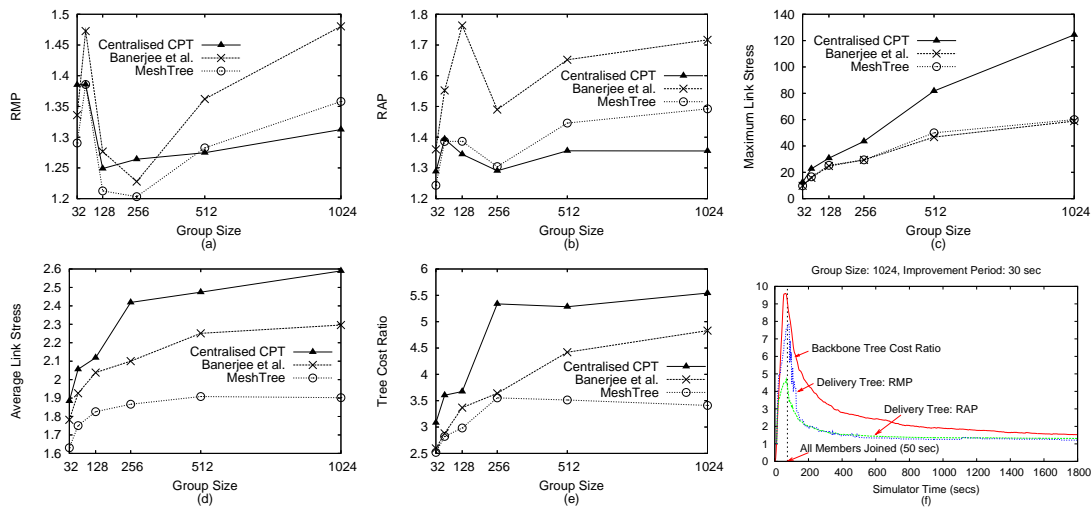 1.5
1.45
1.4
1.35
1.3
1.25
1.2
RMP
Centralised CPT
Banerjee et al.
MeshTree
32 128 256 512 1024
Group Size
(a)
1.8
1.7
1.6
1.5
1.4
1.3
1.2
RAP
Centralised CPT
Banerjee et al.
MeshTree
32 128 256 512 1024
Group Size
(b)
140
120
100
80
60
40
20
0
Maximum Link Stress
Centralised CPT
Banerjee et al.
MeshTree
32 128 256 512 1024
Group Size
(c)
2.6
2.5
2.4
2.3
2.2
2.1
2
1.9
1.8
1.7
1.6
Average Link Stress
Centralised CPT
Banerjee et al.
MeshTree
32 128 256 512 1024
Group Size
(d)
6
5.5
5
4.5
4
3.5
3
2.5
Tree Cost Ratio
Centralised CPT
Banerjee et al.
MeshTree
32 128 256 512 1024
Group Size
(e)
Group Size: 1024, Improvement Period: 30 sec
10
9
8
7
6
5
4
3
2
1
0
Backbone Tree Cost Ratio
Delivery Tree: RMP
Delivery Tree: RAP
All Members Joined (50 sec)
0 200 400 600 800 1000 1200 1400 1600 1800
Simulator Time (secs)
(f)